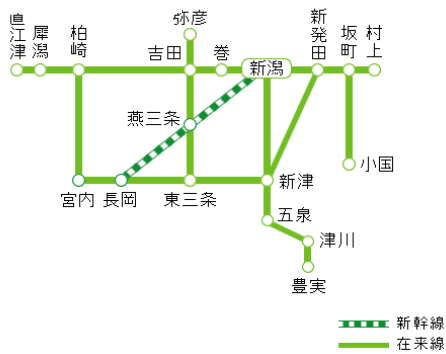 弥彦
直江津
犀潟
柏崎
吉田
巻
新潟
新発田
坂町
村上
燕三条
小国
宮内
長岡
東三条
新津
五泉
津川
豊実
新幹線
在来線